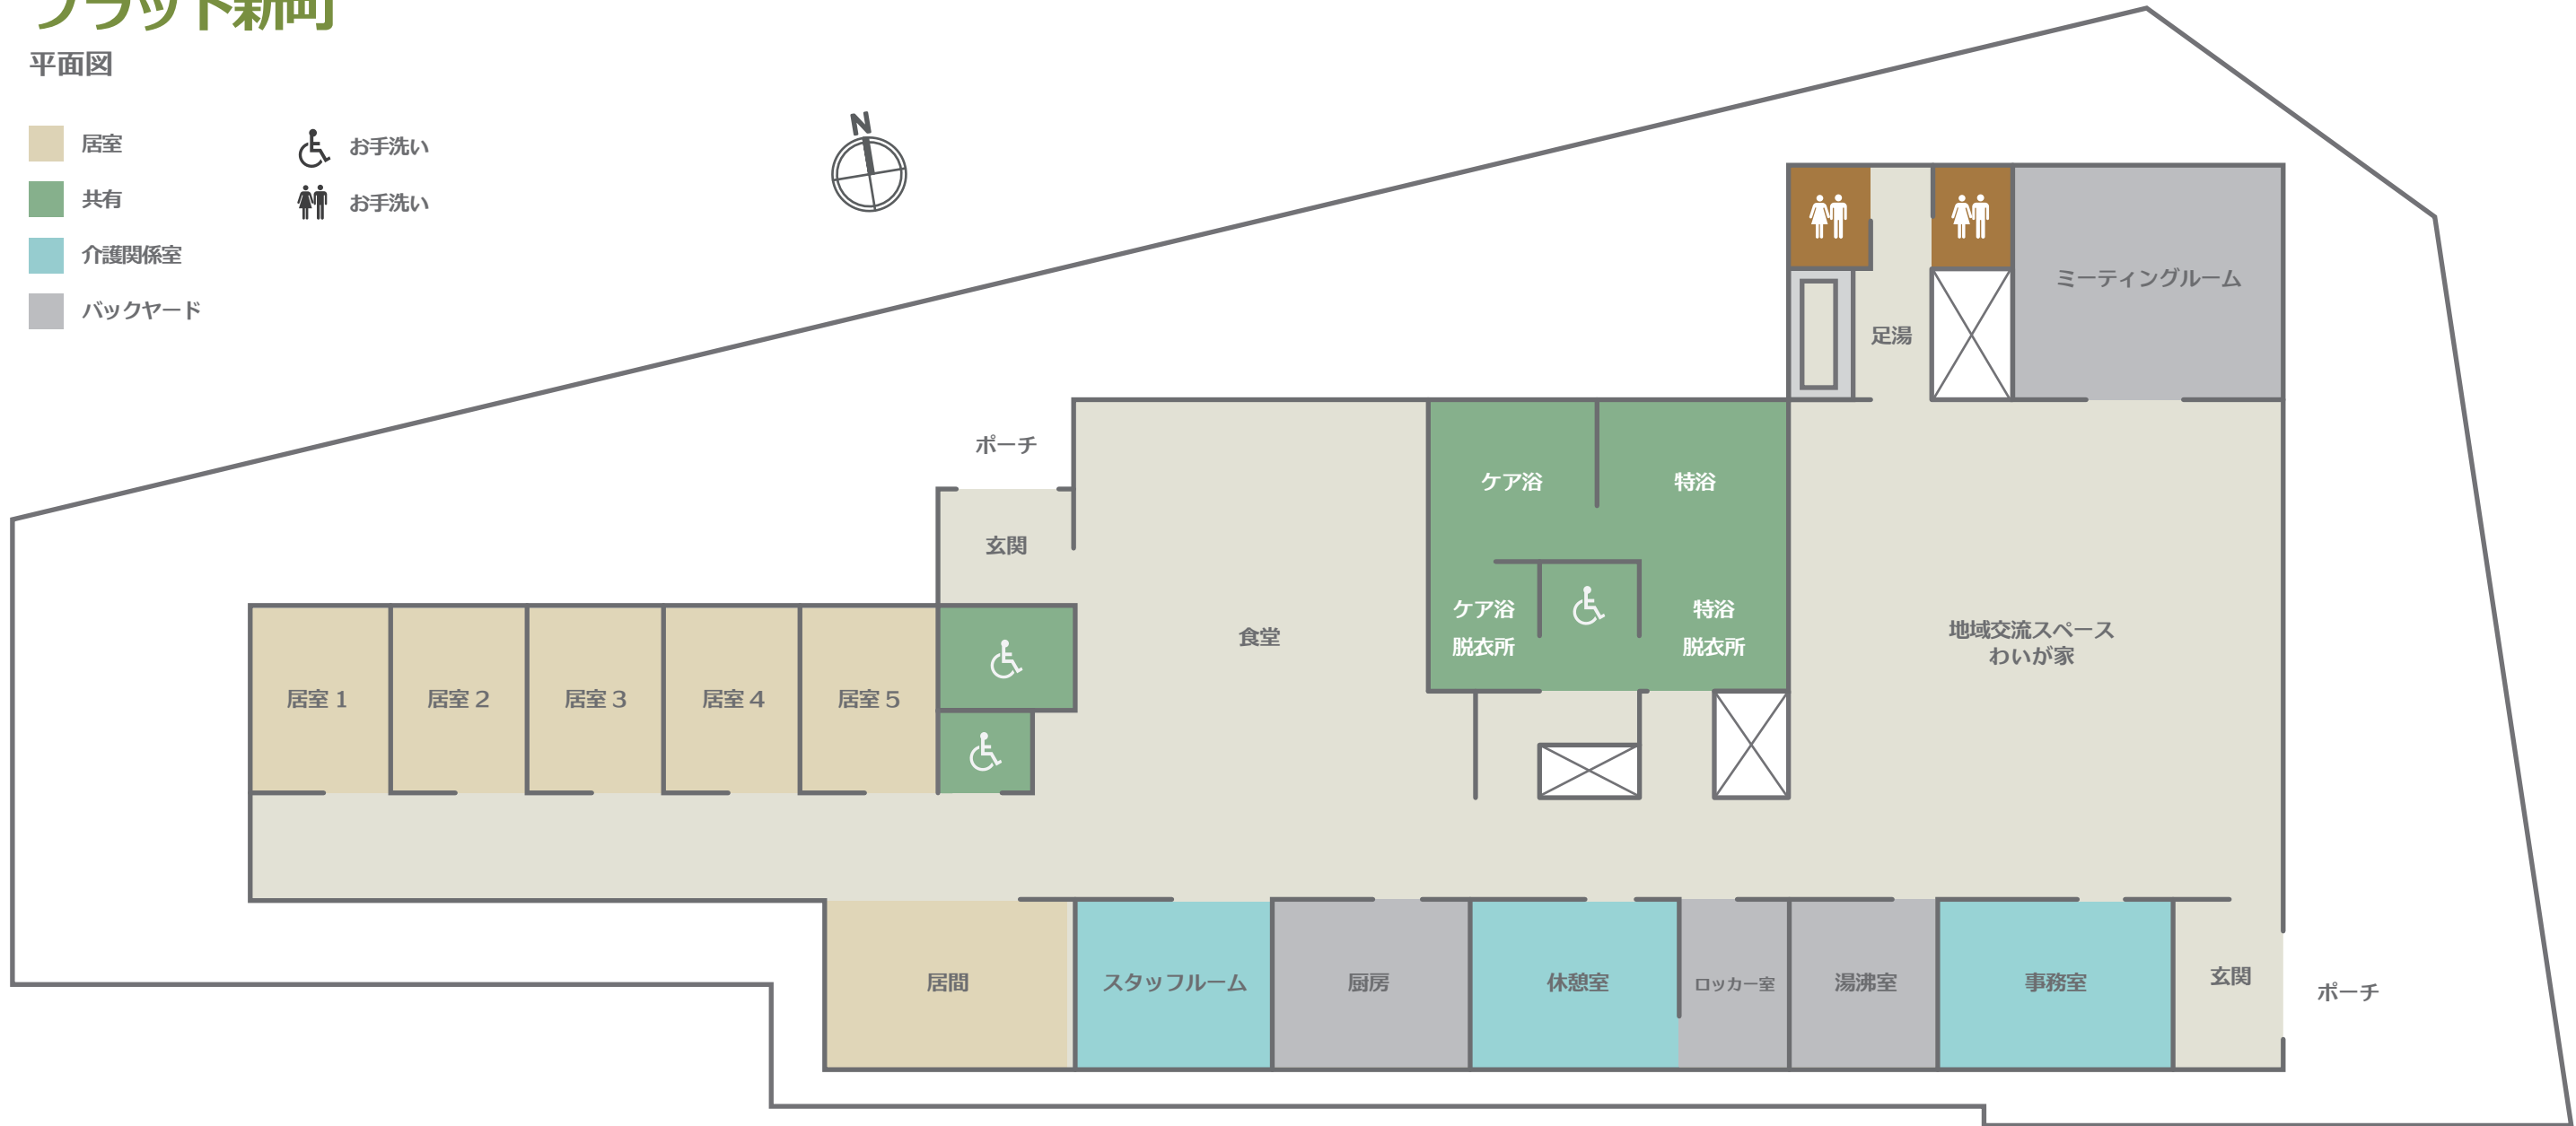 フラット新町
平面図
居室
お手洗い
共有
お手洗い
介護関係室
バックヤード
N
ミーティングルーム
足湯
ポーチ
ケア浴
特浴
玄関
ケア浴
脱衣所
特浴
脱衣所
食堂
地域交流スペース
わいが家
居室 1
居室 2
居室 3
居室 4
居室 5
居間
スタッフルーム
厨房
休憩室
ロッカー室
湯沸室
事務室
玄関
ポーチ